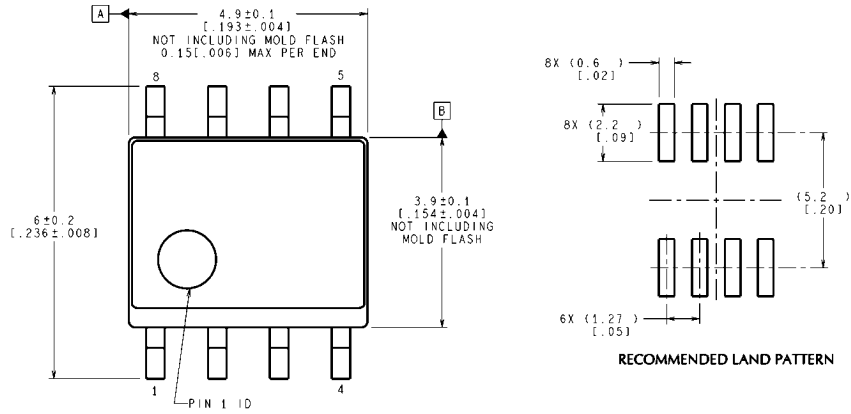 A
4.9±0.1
[.193±.004]
NOT INCLUDING MOLD FLASH
0.15[.006] MAX PER END
8
5
B
6±0.2
[.236±.008]
3.9±0.1
[.154±.004]
NOT INCLUDING
MOLD FLASH
1
4
PIN 1 ID
8X (0.6 )
[.02]
8X (2.2 )
[.09]
(5.2 )
[.20]
6X (1.27 )
[.05]
RECOMMENDED LAND PATTERN